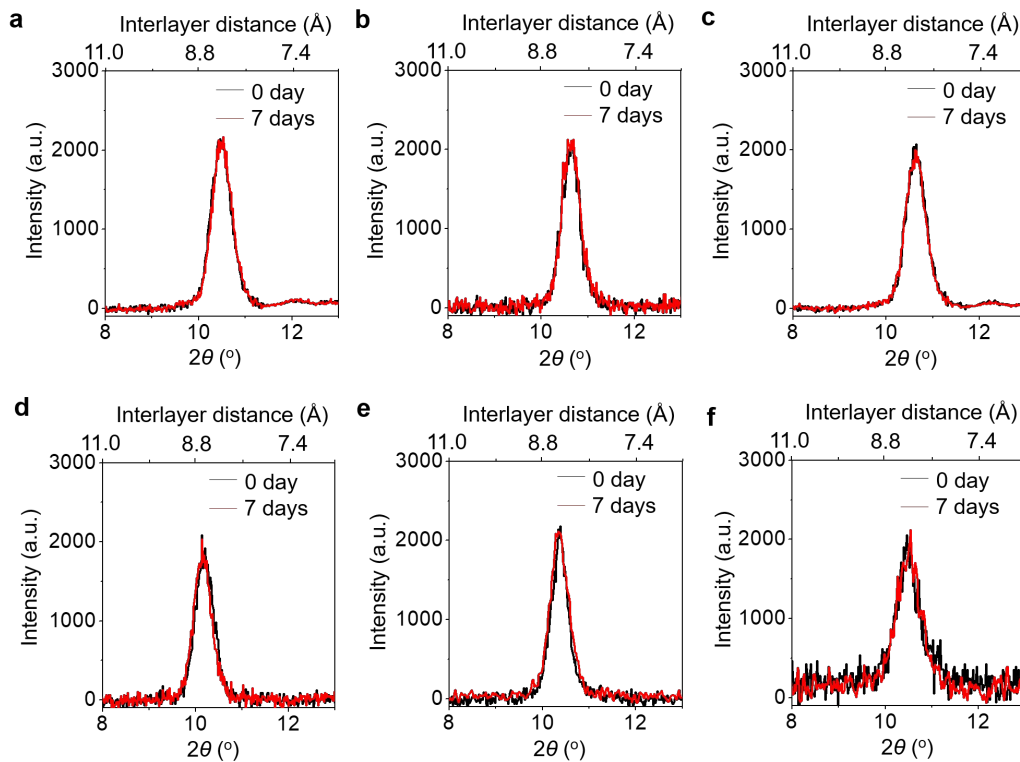 a
Interlayer distance (Å)
11.0 8.8 7.4
3000
2000
1000
0
Intensity (a.u.)
0 day
7 days
8 10 12
2θ (°)
b
Interlayer distance (Å)
11.0 8.8 7.4
3000
2000
1000
0
Intensity (a.u.)
0 day
7 days
8 10 12
2θ (°)
c
Interlayer distance (Å)
11.0 8.8 7.4
3000
2000
1000
0
Intensity (a.u.)
0 day
7 days
8 10 12
2θ (°)
d
Interlayer distance (Å)
11.0 8.8 7.4
3000
2000
1000
0
Intensity (a.u.)
0 day
7 days
8 10 12
2θ (°)
e
Interlayer distance (Å)
11.0 8.8 7.4
3000
2000
1000
0
Intensity (a.u.)
0 day
7 days
8 10 12
2θ (°)
f
Interlayer distance (Å)
11.0 8.8 7.4
3000
2000
1000
0
Intensity (a.u.)
0 day
7 days
8 10 12
2θ (°)